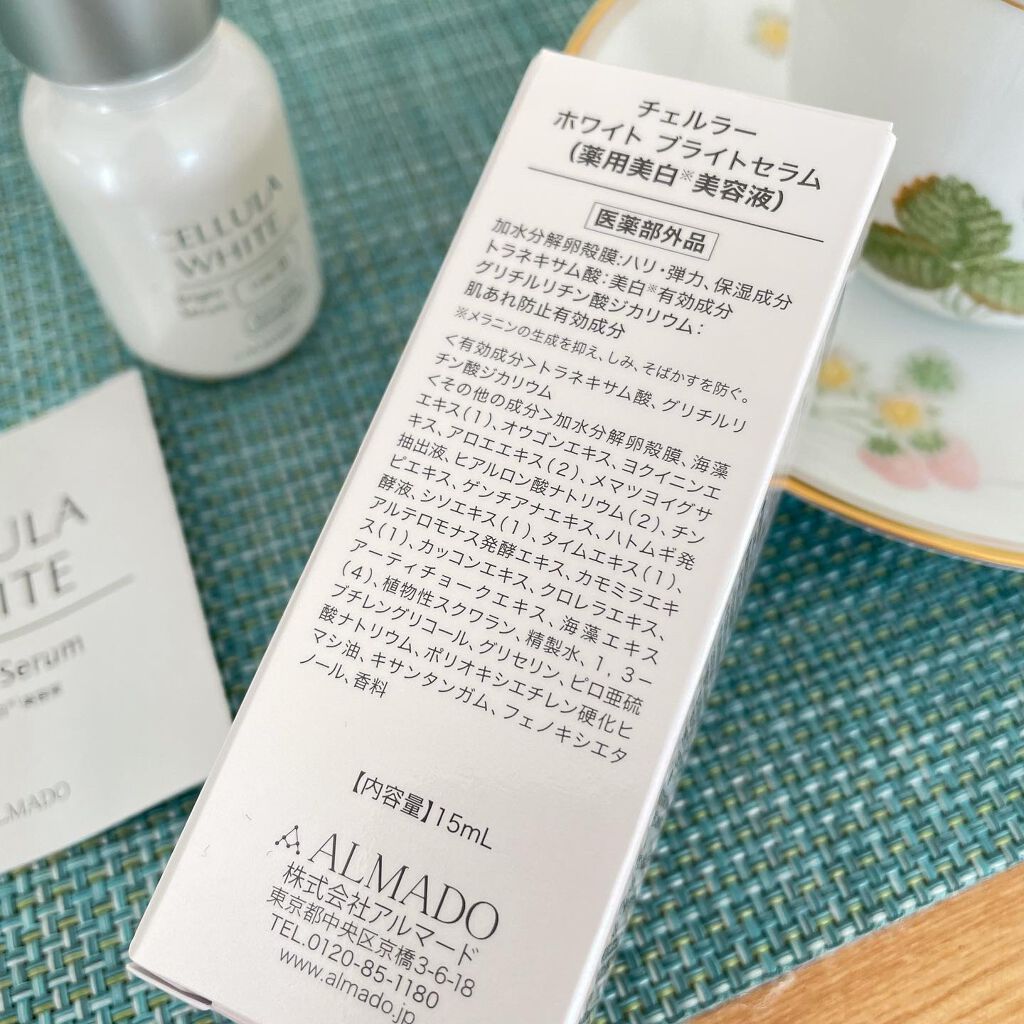 チェルラー
ホワイト ブライトセラム
(薬用美白※美容液)
医薬部外品
加水分解卵殻膜:ハリ・弾力、保湿成分
トラネキサム酸:美白※有効成分
グリチルリチン酸ジカリウム:
肌あれ防止有効成分
※メラニンの生成を抑え、しみ、そばかすを防ぐ。
<有効成分>トラネキサム酸、グリチルリ
チン酸ジカリウム
<その他の成分>加水分解卵殻膜、海藻
エキス(1)、オウゴンエキス、ヨクイニンエ
キス、アロエエキス(2)、メマツヨイグサ
抽出液、ヒアルロン酸ナトリウム(2)、チン
ピエキス、ゲンチアナエキス、ハトムギ発
酵液、シソエキス(1)、タイムエキス(1)、
アルテロモナス発酵エキス、カモミラエキ
ス(1)、カッコンエキス、クロレラエキス、
アーティチョークエキス、海藻エキス
(4)、植物性スクワラン、精製水、1,3-
ブチレングリコール、グリセリン、ピロ亜硫
酸ナトリウム、ポリオキシエチレン硬化ヒ
マシ油、キサンタンガム、フェノキシエタ
ノール、香料
【内容量】15mL
ALMADO
株式会社アルマード
東京都中央区京橋3-6-18
TEL.0120-85-1180
www.almado.jp
CELLULA
WHITE
Bright
Serum
ULA
ITE
Serum
LMADO